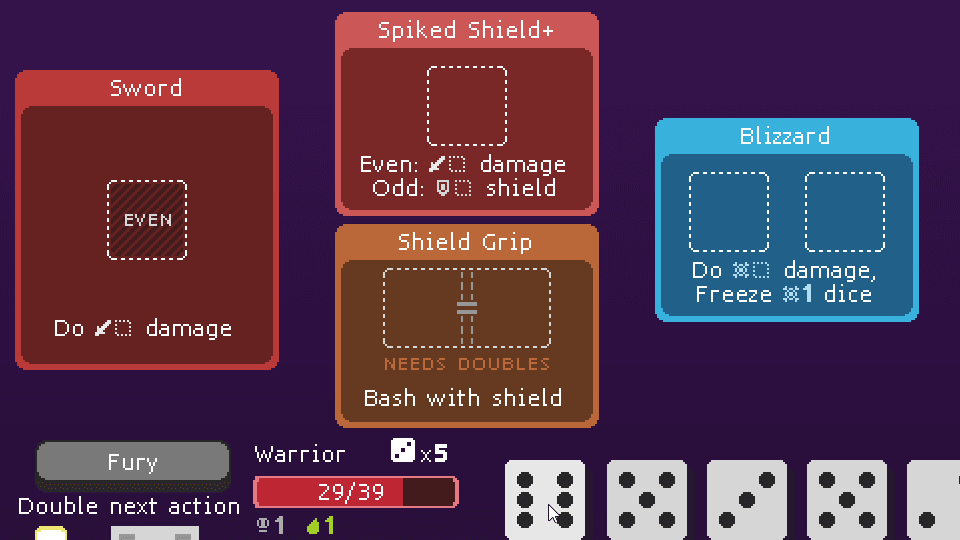 Spiked Shield+
Even: damage
Odd: shield
Sword
EVEN
Do damage
Shield Grip
NEEDS DOUBLES
Bash with shield
Blizzard
Do damage,
Freeze 1 dice
Fury
Double next action
Warrior
x5
29/39
1
1